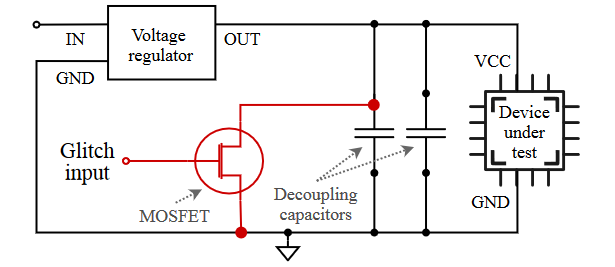 IN
Voltage
regulator
OUT
GND
VCC
Device
under
test
Glitch
input
MOSFET
Decoupling
capacitors
GND